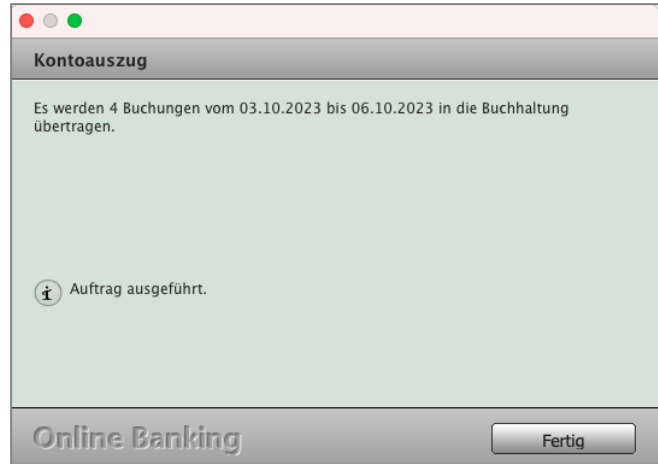 Kontoauszug
Es werden 4 Buchungen vom 03.10.2023 bis 06.10.2023 in die Buchhaltung
übertragen.
Auftrag ausgeführt.
Online Banking
Fertig